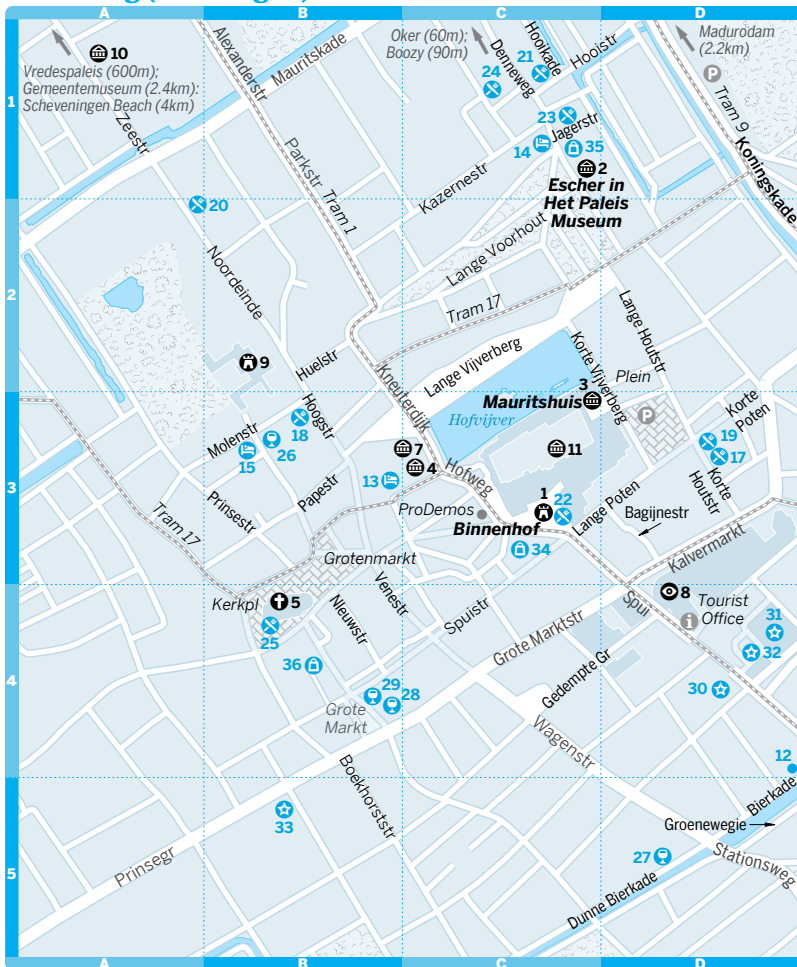 A B C D
1
2
3
4
5
10
Vredespaleis (600m);
Gemeentemuseum (2.4km);
Scheveningen Beach (4km)
Zeestr
Alexanderstr
Mauritskade
Parkstr
Tram 1
Oker (60m);
Boozy (90m)
Denneweg
24
21
Hooikade
Hooistr
23
Jagerstr
14
35
2
Escher in
Het Paleis
Museum
Kazernestr
Madurodam
(2.2km)
P
Tram 9
Koningskade
20
Noordeinde
Lange Voorhout
Tram 17
Lange Houtstr
9
Huelstr
Kneuterdijk
Lange Vijverberg
Korte Vijverberg
Plein
3
Mauritshuis
Hofvijver
P
Korte
Poten
19
17
Korte
Houtstr
Hoogstr
18
Molenstr
26
15
7
4
11
Hofweg
13
Papestr
Prinsestr
ProDemos
1
22
Binnenhof
Lange Poten
Bagijnestr
34
Tram 17
Grotenmarkt
Kalvermarkt
Kerkpl
5
25
Nieuwstr
Venestr
Spuistr
Grote Marktstr
Spui
8
Tourist
Office
i
31
32
36
29
28
Grote
Markt
Gedempte Gr
30
Wagenstr
12
Bierkade
Boekhorststr
33
Groenewegie
Prinsegr
27
Stationsweg
Dunne Bierkade
A B C D